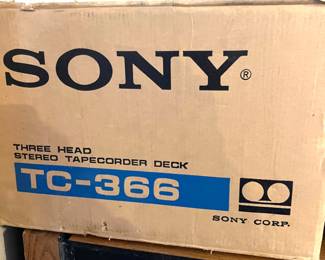 SONY®
THREE HEAD
STEREO TAPECORDER DECK
TC-366
SONY CORP.